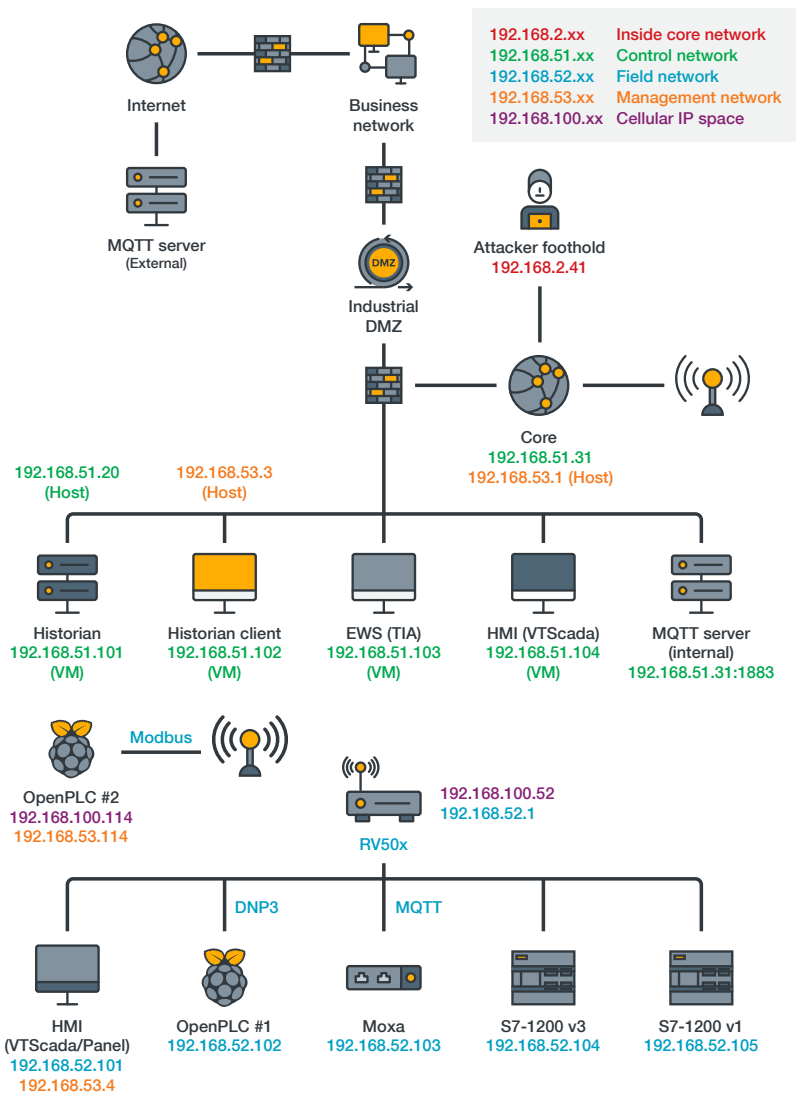 192.168.2.xx Inside core network
192.168.51.xx Control network
192.168.52.xx Field network
192.168.53.xx Management network
192.168.100.xx Cellular IP space
Internet
Business
network
MQTT server
(External)
DMZ
Industrial
DMZ
Attacker foothold
192.168.2.41
Core
192.168.51.31
192.168.53.1 (Host)
192.168.51.20
(Host)
192.168.53.3
(Host)
Historian
192.168.51.101
(VM)
Historian client
192.168.51.102
(VM)
EWS (TIA)
192.168.51.103
(VM)
HMI (VTScada)
192.168.51.104
(VM)
MQTT server
(internal)
192.168.51.31:1883
Modbus
OpenPLC #2
192.168.100.114
192.168.53.114
192.168.100.52
192.168.52.1
RV50x
DNP3
MQTT
HMI
(VTScada/Panel)
192.168.52.101
192.168.53.4
OpenPLC #1
192.168.52.102
Moxa
192.168.52.103
S7-1200 v3
192.168.52.104
S7-1200 v1
192.168.52.105